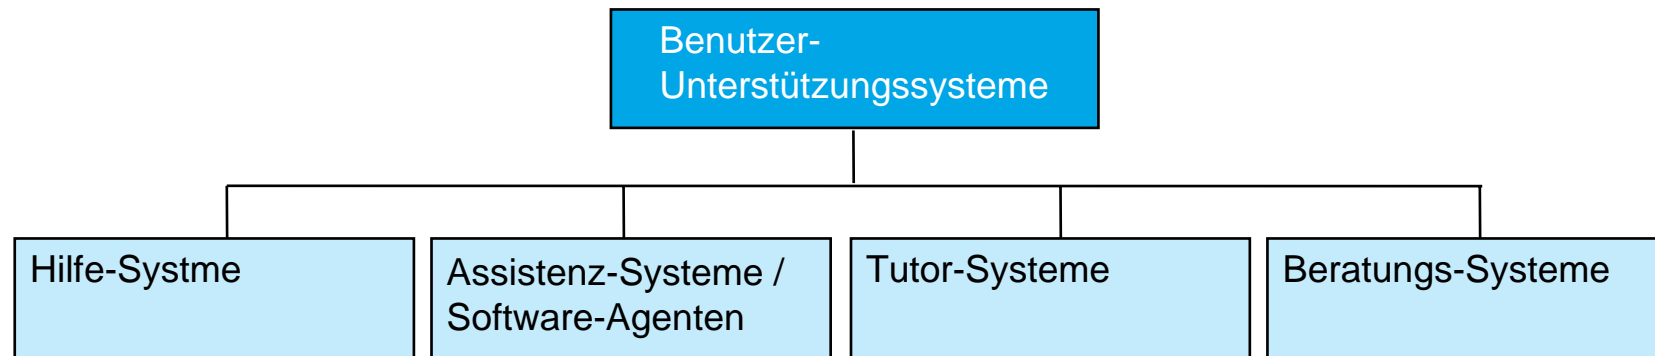 Benutzer-
Unterstützungssysteme
Hilfe-Systme
Assistenz-Systeme /
Software-Agenten
Tutor-Systeme
Beratungs-Systeme